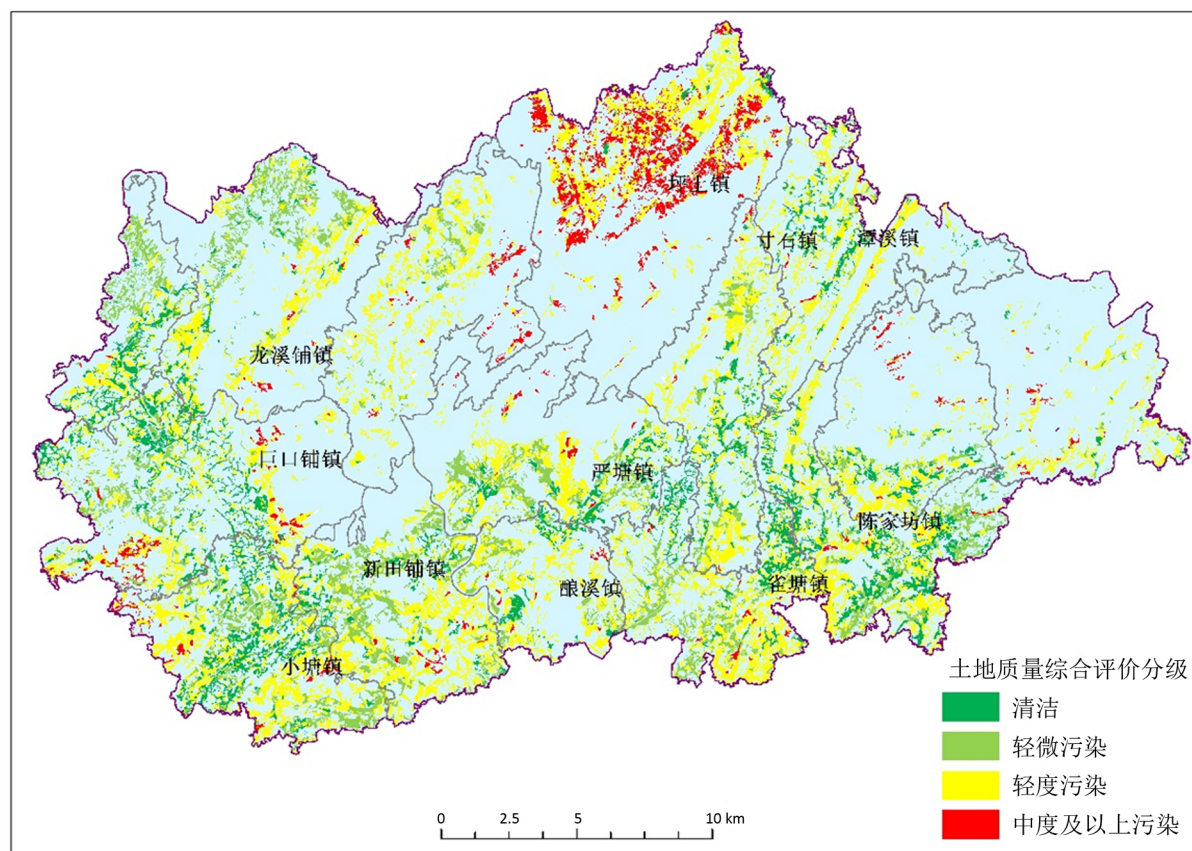 坪上镇
寸石镇
潭溪镇
龙溪铺镇
巨口铺镇
严塘镇
陈家坊镇
新田铺镇
酿溪镇
雀塘镇
小塘镇
土地质量综合评价分级
清洁
轻微污染
轻度污染
中度及以上污染
0 2.5 5 10 km